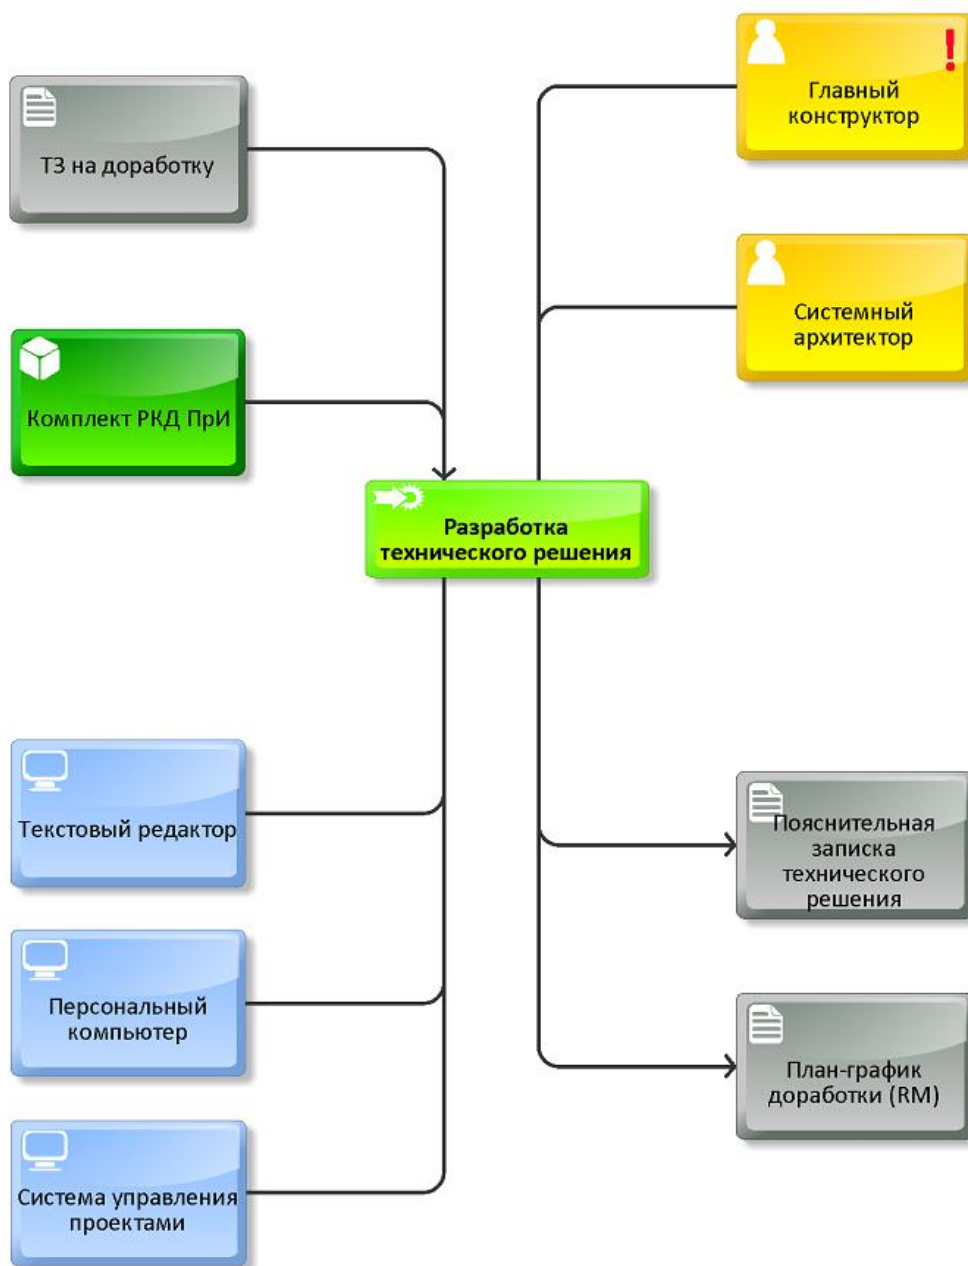 ТЗ на доработку
Главный
конструктор
!
Системный
архитектор
Комплект РКД ПрИ
Разработка
технического решения
Текстовый редактор
Пояснительная
записка
технического
решения
Персональный
компьютер
План-график
доработки (RM)
Система управления
проектами